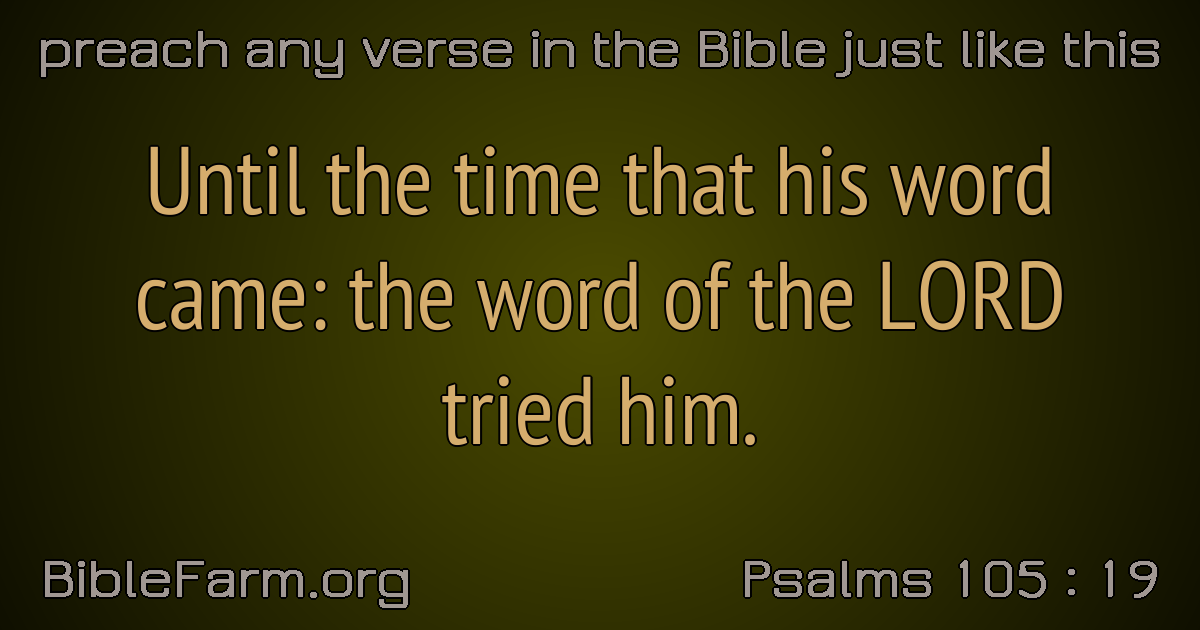 preach any verse in the Bible just like this
Until the time that his word
came: the word of the LORD
tried him.
BibleFarm.org
Psalms 105 : 19